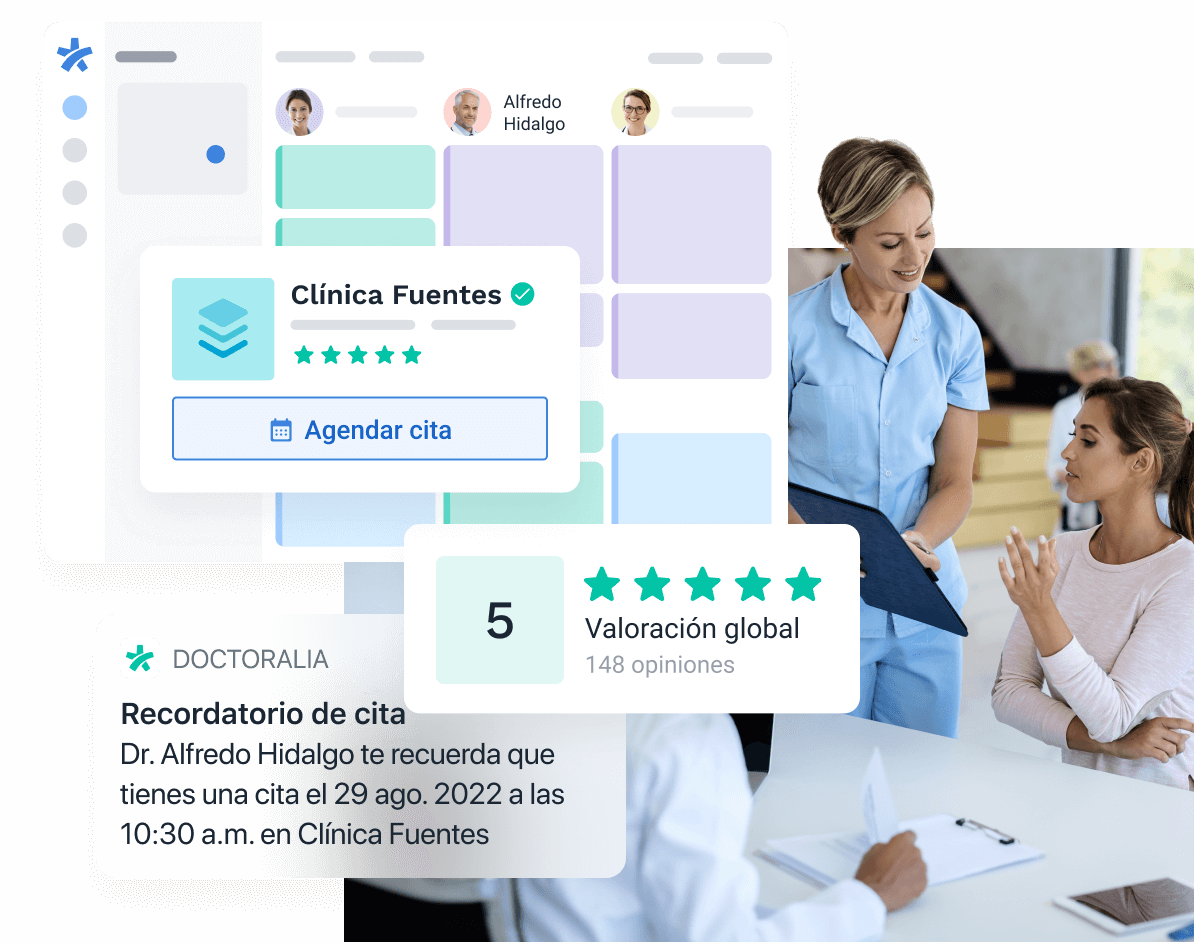 Alfredo
Hidalgo
Clínica Fuentes
Agendar cita
5
Valoración global
148 opiniones
DOCTORALIA
Recordatorio de cita
Dr. Alfredo Hidalgo te recuerda que
tienes una cita el 29 ago. 2022 a las
10:30 a.m. en Clínica Fuentes